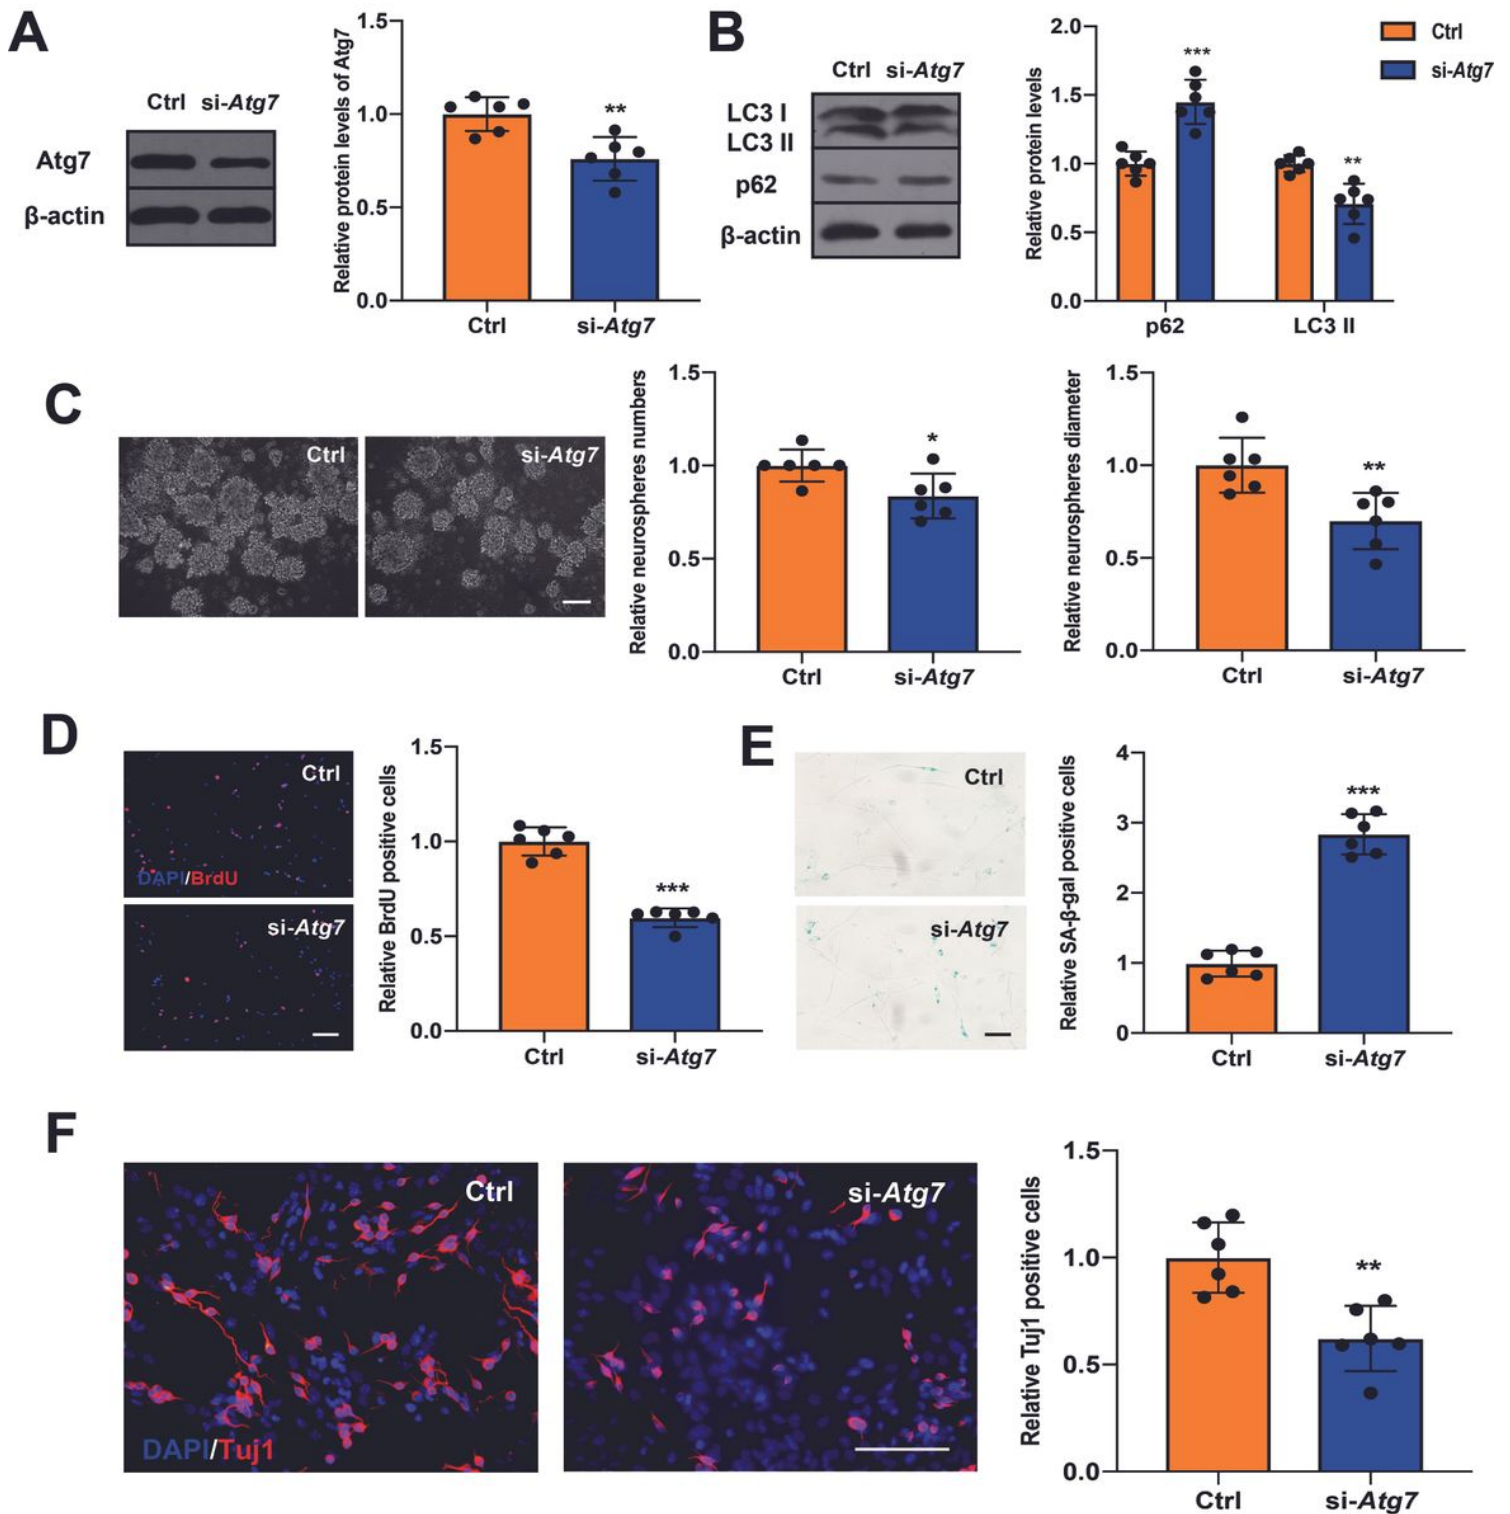 A
Ctrl si-Atg7
Atg7
β-actin
Relative protein levels of Atg7
1.5
1.0
0.5
0.0
**
Ctrl si-Atg7
B
Ctrl si-Atg7
LC3 I
LC3 II
p62
β-actin
Relative protein levels
2.0
1.5
1.0
0.5
0.0
***
**
p62 LC3 II
Ctrl
si-Atg7
C
Ctrl
si-Atg7
Relative neurospheres numbers
1.5
1.0
0.5
0.0
*
Ctrl si-Atg7
Relative neurospheres diameter
1.5
1.0
0.5
0.0
**
Ctrl si-Atg7
D
Ctrl
DAPI/BrdU
si-Atg7
Relative BrdU positive cells
1.5
1.0
0.5
0.0
***
Ctrl si-Atg7
E
Ctrl
si-Atg7
Relative SA-β-gal positive cells
4
3
2
1
0
***
Ctrl si-Atg7
F
Ctrl
DAPI/Tuj1
si-Atg7
Relative Tuj1 positive cells
1.5
1.0
0.5
0.0
**
Ctrl si-Atg7